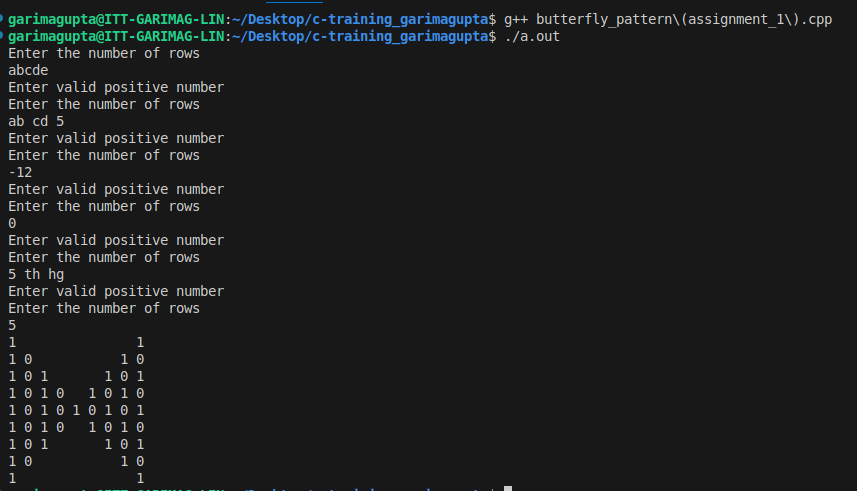 garimagupta@ITT-GARIMAG-LIN:~/Desktop/c-training_garimagupta$ g++ butterfly_pattern\(assignment_1\).cpp
garimagupta@ITT-GARIMAG-LIN:~/Desktop/c-training_garimagupta$ ./a.out
Enter the number of rows
abcde
Enter valid positive number
Enter the number of rows
ab cd 5
Enter valid positive number
Enter the number of rows
-12
Enter valid positive number
Enter the number of rows
0
Enter valid positive number
Enter the number of rows
5 th hg
Enter valid positive number
Enter the number of rows
5
1               1
1 0           1 0
1 0 1       1 0 1
1 0 1 0   1 0 1 0
1 0 1 0 1 0 1 0 1
1 0 1 0   1 0 1 0
1 0 1       1 0 1
1 0           1 0
1               1
garimagupta@ITT-GARIMAG-LIN:~/Desktop/c-training_garimagupta$